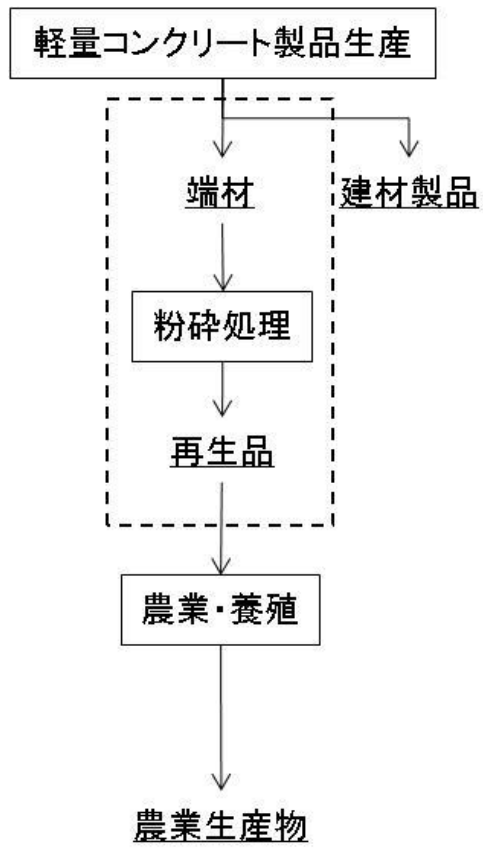 軽量コンクリート製品生産
端材
建材製品
粉砕処理
再生品
農業・養殖
農業生産物